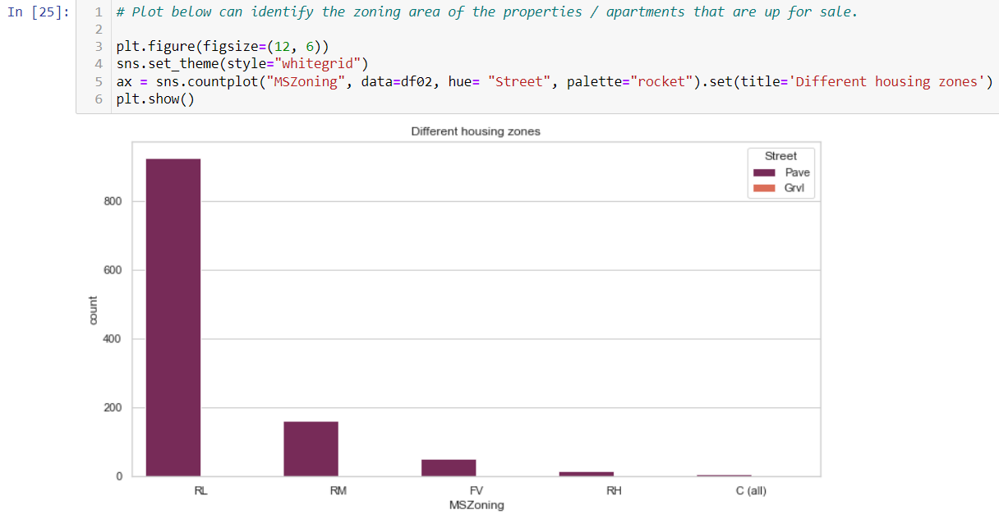 In [25]:
1 # Plot below can identify the zoning area of the properties / apartments that are up for sale.
2
3 plt.figure(figsize=(12, 6))
4 sns.set_theme(style="whitegrid")
5 ax = sns.countplot("MSZoning", data=df02, hue= "Street", palette="rocket").set(title='Different housing zones')
6 plt.show()
Different housing zones
Street
Pave
Grvl
800
600
400
200
0
count
RL RM FV RH C (all)
MSZoning